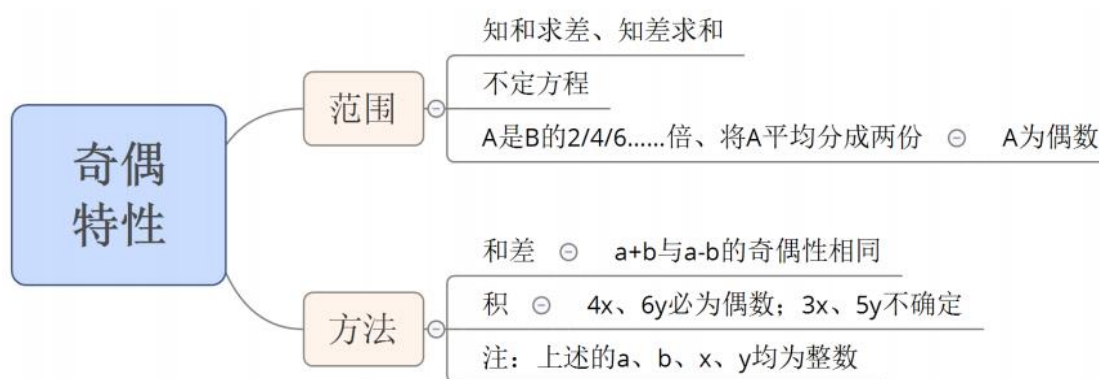 奇偶
特性
范围
知和求差、知差求和
不定方程
A是B的2/4/6……倍、将A平均分成两份
A为偶数
方法
和差
a+b与a-b的奇偶性相同
积
4x、6y必为偶数；3x、5y不确定
注：上述的a、b、x、y均为整数